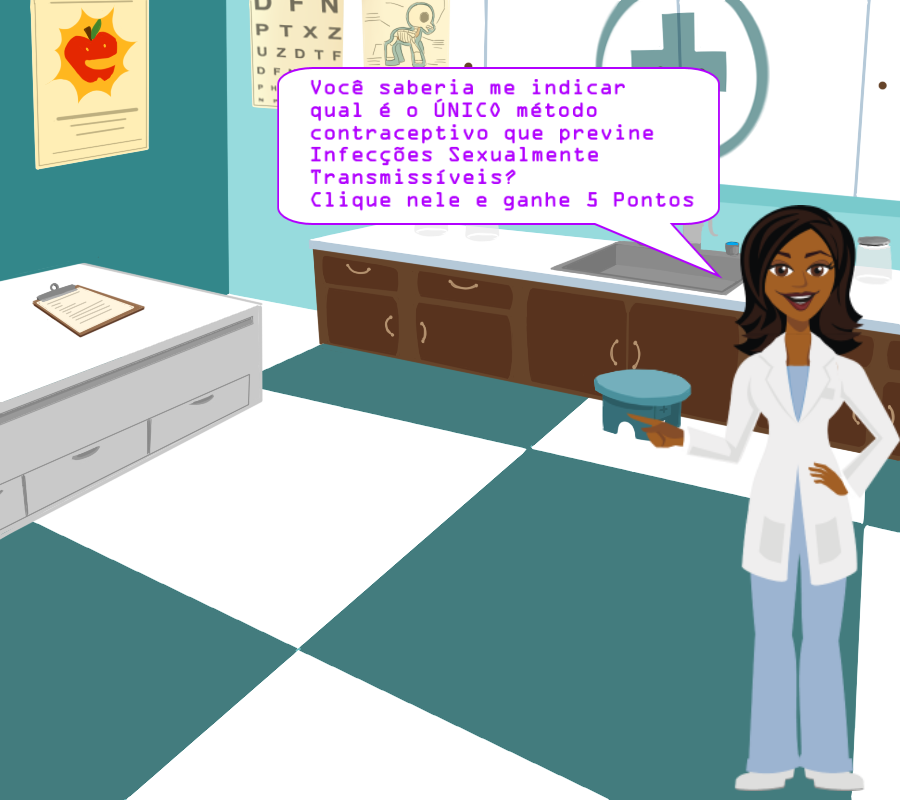 D F N
P T X Z
U Z D T F
D F
P H
Você saberia me indicar
qual é o ÚNICO método
contraceptivo que previne
Infecções Sexualmente
Transmissíveis?
Clique nele e ganhe 5 Pontos